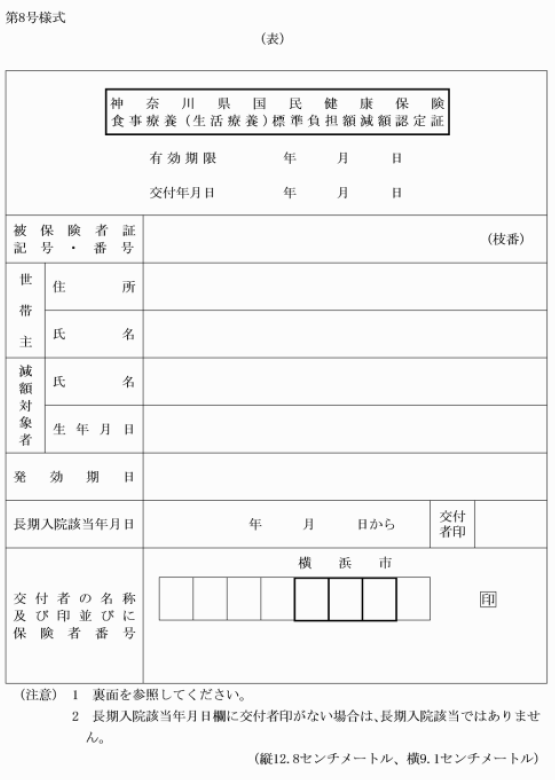 第8号様式
（表）
神奈川県国民健康保険
食事療養(生活療養)標準負担額減額認定証
有効期限　年　月　日
交付年月日　年　月　日
被保険者証
記号・番号
（枝番）
世帯主
住所
氏名
減額対象者
氏名
生年月日
発効期日
長期入院該当年月日　年　月　日から
交付
者印
横浜市
交付者の名称
及び印並びに
保険者番号
印
（注意）　1　裏面を参照してください。
2　長期入院該当年月日欄に交付者印がない場合は、長期入院該当ではありませ
ん。
（縦12.8センチメートル、横9.1センチメートル）